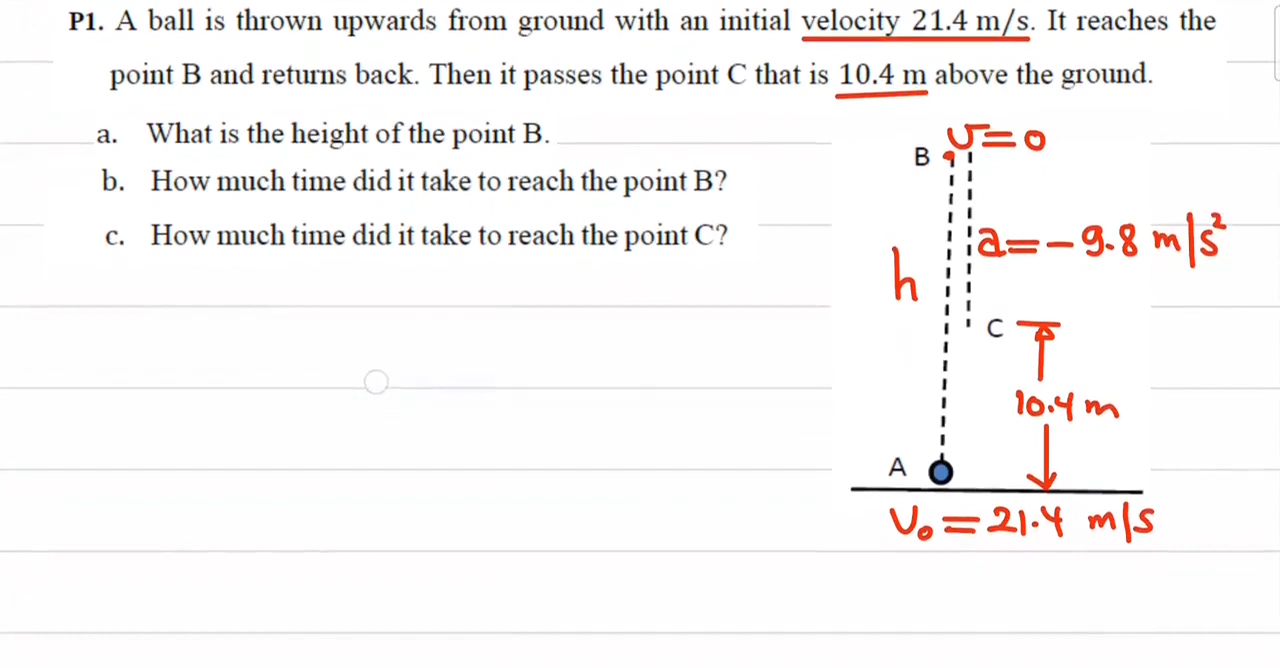 P1. A ball is thrown upwards from ground with an initial velocity 21.4 m/s. It reaches the
point B and returns back. Then it passes the point C that is 10.4 m above the ground.
a. What is the height of the point B.
b. How much time did it take to reach the point B?
c. How much time did it take to reach the point C?
B v=0
a=-9.8 m/s²
h
C
10.4 m
A
v₀=21.4 m/s